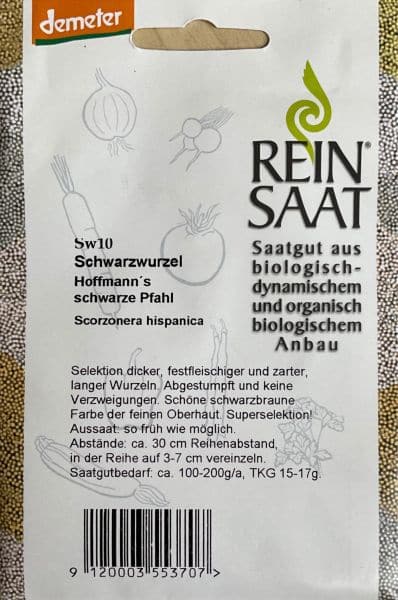 demeter
REIN®
SAAT
Saatgut aus
biologisch-
dynamischem
und organisch
biologischem
Anbau
Sw10
Schwarzwurzel
Hoffmann´s
schwarze Pfahl
Scorzonera hispanica
Selektion dicker, festfleischiger und zarter,
langer Wurzeln. Abgestumpft und keine
Verzweigungen. Schöne schwarzbraune
Farbe der feinen Oberhaut. Superselektion!
Aussaat: so früh wie möglich.
Abstände: ca. 30 cm Reihenabstand,
in der Reihe auf 3-7 cm vereinzeln.
Saatgutbedarf: ca. 100-200g/a, TKG 15-17g.
9 120003 553707 >